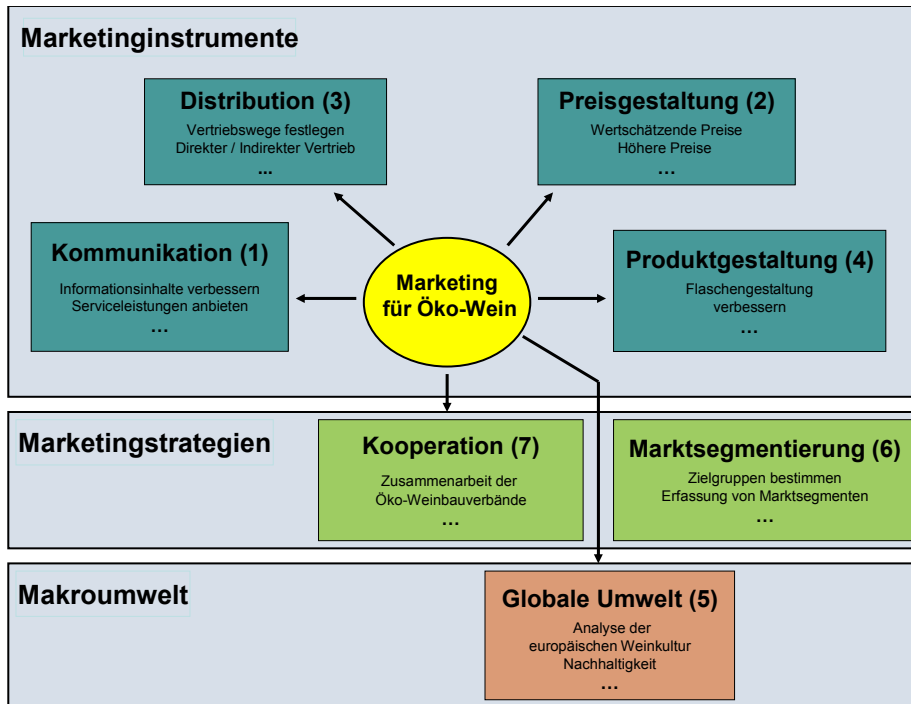 Marketinginstrumente
Distribution (3)
Vertriebswege festlegen
Direkter / Indirekter Vertrieb
...
Preisgestaltung (2)
Wertschätzende Preise
Höhere Preise
…
Kommunikation (1)
Informationsinhalte verbessern
Serviceleistungen anbieten
…
Marketing
für Öko-Wein
Produktgestaltung (4)
Flaschengestaltung
verbessern
…
Marketingstrategien
Kooperation (7)
Zusammenarbeit der
Öko-Weinbauverbände
…
Marktsegmentierung (6)
Zielgruppen bestimmen
Erfassung von Marktsegmenten
…
Makroumwelt
Globale Umwelt (5)
Analyse der
europäischen Weinkultur
Nachhaltigkeit
…